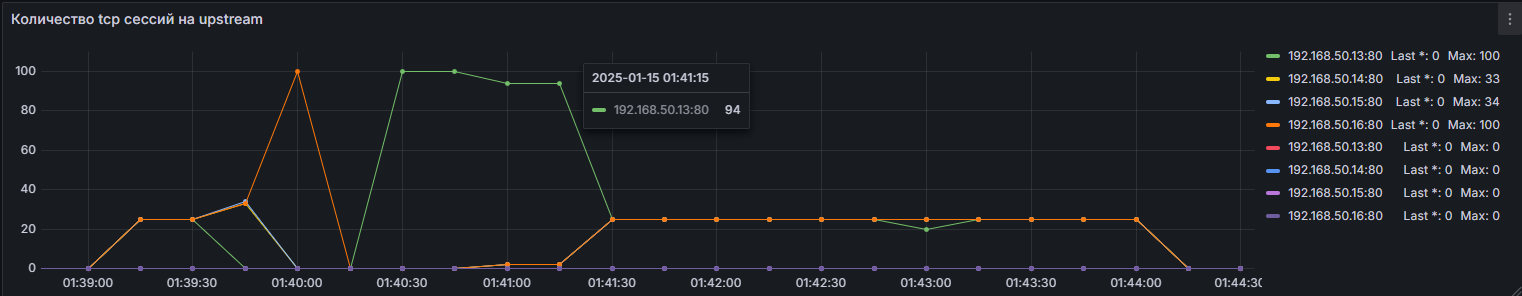 Количество tcp сессий на upstream
100
80
60
40
20
0
01:39:00 01:39:30 01:40:00 01:40:30 01:41:00 01:41:30 01:42:00 01:42:30 01:43:00 01:43:30 01:44:00 01:44:30
2025-01-15 01:41:15
192.168.50.13:80 94
192.168.50.13:80 Last *: 0 Max: 100
192.168.50.14:80 Last *: 0 Max: 33
192.168.50.15:80 Last *: 0 Max: 34
192.168.50.16:80 Last *: 0 Max: 100
192.168.50.13:80 Last *: 0 Max: 0
192.168.50.14:80 Last *: 0 Max: 0
192.168.50.15:80 Last *: 0 Max: 0
192.168.50.16:80 Last *: 0 Max: 0